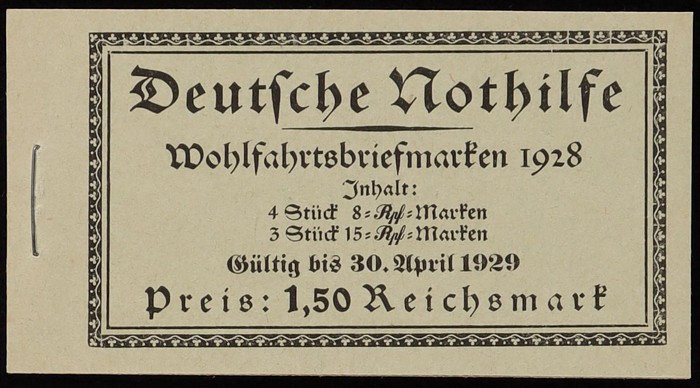 Deutsche Nothilfe
Wohlfahrtsbriefmarken 1928
Inhalt:
4 Stück 8=Rpf=Marken
3 Stück 15=Rpf=Marken
Gültig bis 30. April 1929
Preis: 1,50 Reichsmark